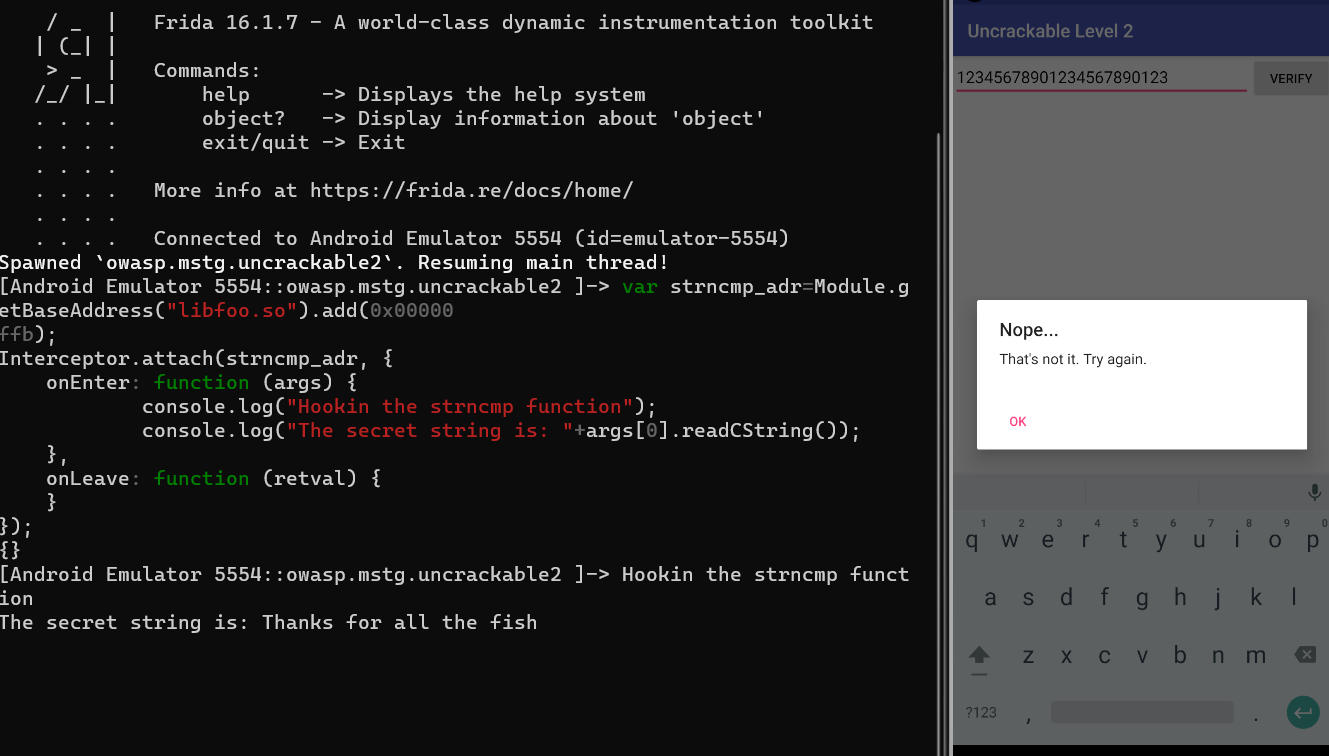 / _  |   Frida 16.1.7 - A world-class dynamic instrumentation toolkit
| (_| |
> _  |   Commands:
/_/ |_|       help      -> Displays the help system
. . . .       object?   -> Display information about 'object'
. . . .       exit/quit -> Exit
. . . .
. . . .   More info at https://frida.re/docs/home/
. . . .
. . . .   Connected to Android Emulator 5554 (id=emulator-5554)
Spawned `owasp.mstg.uncrackable2`. Resuming main thread!
[Android Emulator 5554::owasp.mstg.uncrackable2 ]-> var strncmp_adr=Module.g
etBaseAddress("libfoo.so").add(0x00000
ffb);
Interceptor.attach(strncmp_adr, {
    onEnter: function (args) {
            console.log("Hookin the strncmp function");
            console.log("The secret string is: "+args[0].readCString());
    },
    onLeave: function (retval) {
    }
});
{}
[Android Emulator 5554::owasp.mstg.uncrackable2 ]-> Hookin the strncmp funct
ion
The secret string is: Thanks for all the fish
Uncrackable Level 2
12345678901234567890123
VERIFY
Nope...
That's not it. Try again.
OK
1 2 3 4 5 6 7 8 9 0
q w e r t y u i o p
a s d f g h j k l
z x c v b n m
?123 , .